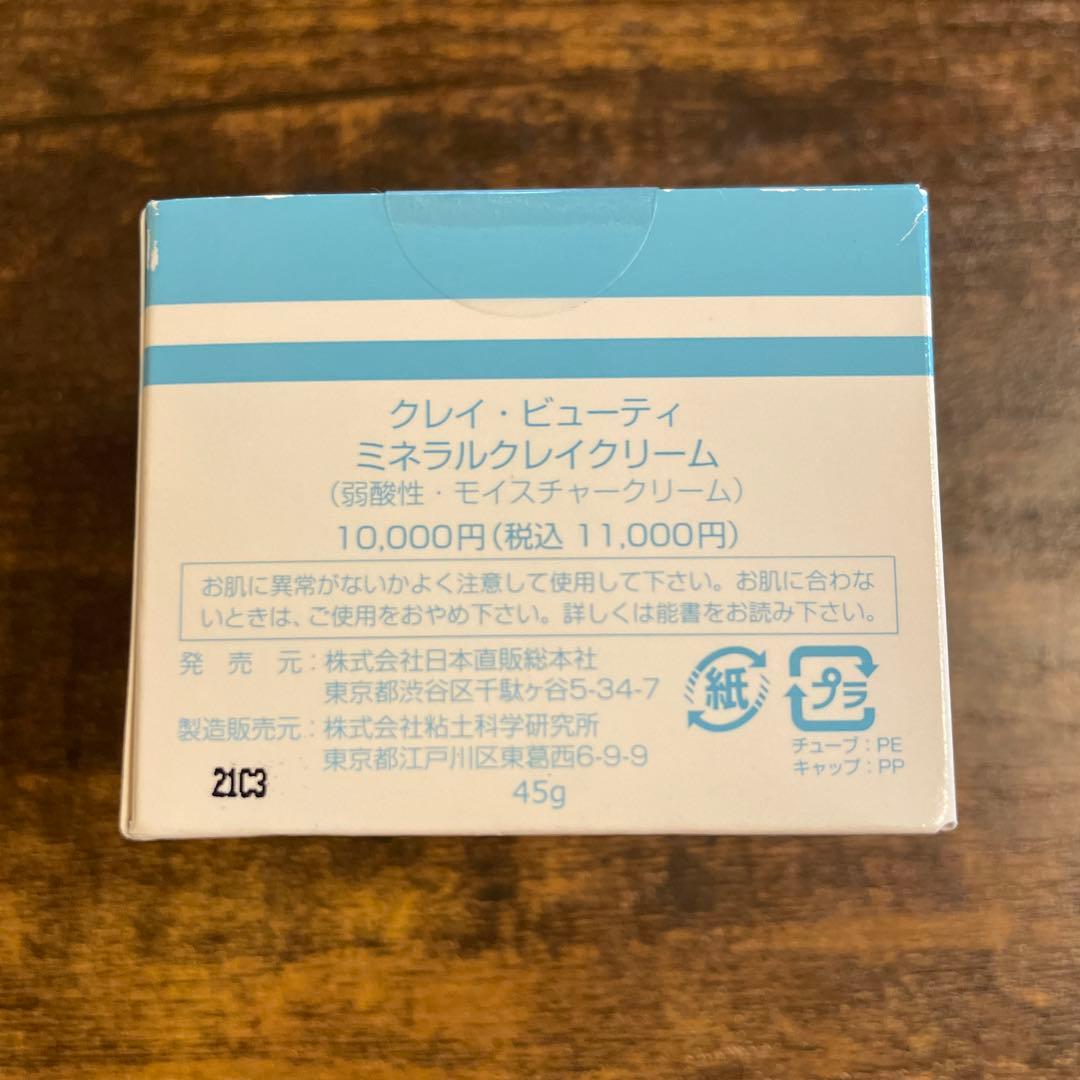 クレイ・ビューティ
ミネラルクレイクリーム
（弱酸性・モイスチャークリーム）
10,000円（税込 11,000円）
お肌に異常がないかよく注意して使用して下さい。お肌に合わな
いときは、ご使用をおやめ下さい。詳しくは能書をお読み下さい。
発売元：株式会社日本直販総本社
東京都渋谷区千駄ヶ谷5-34-7
製造販売元：株式会社粘土科学研究所
東京都江戸川区東葛西6-9-9
紙
プラ
チューブ：PE
キャップ：PP
21C3
45g